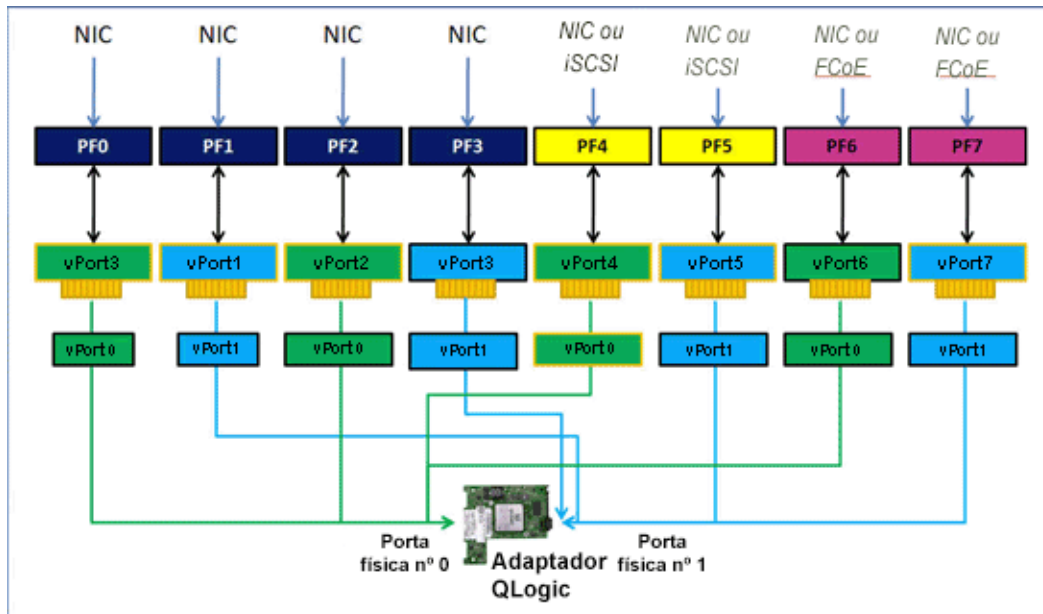 NIC NIC NIC NIC NIC ou iSCSI NIC ou iSCSI NIC ou FCoE NIC ou FCoE
PF0 PF1 PF2 PF3 PF4 PF5 PF6 PF7
vPort3 vPort1 vPort2 vPort3 vPort4 vPort5 vPort6 vPort7
vPort0 vPort1 vPort0 vPort1 vPort0 vPort1 vPort0 vPort1
Porta física nº 0
Adaptador QLogic
Porta física nº 1